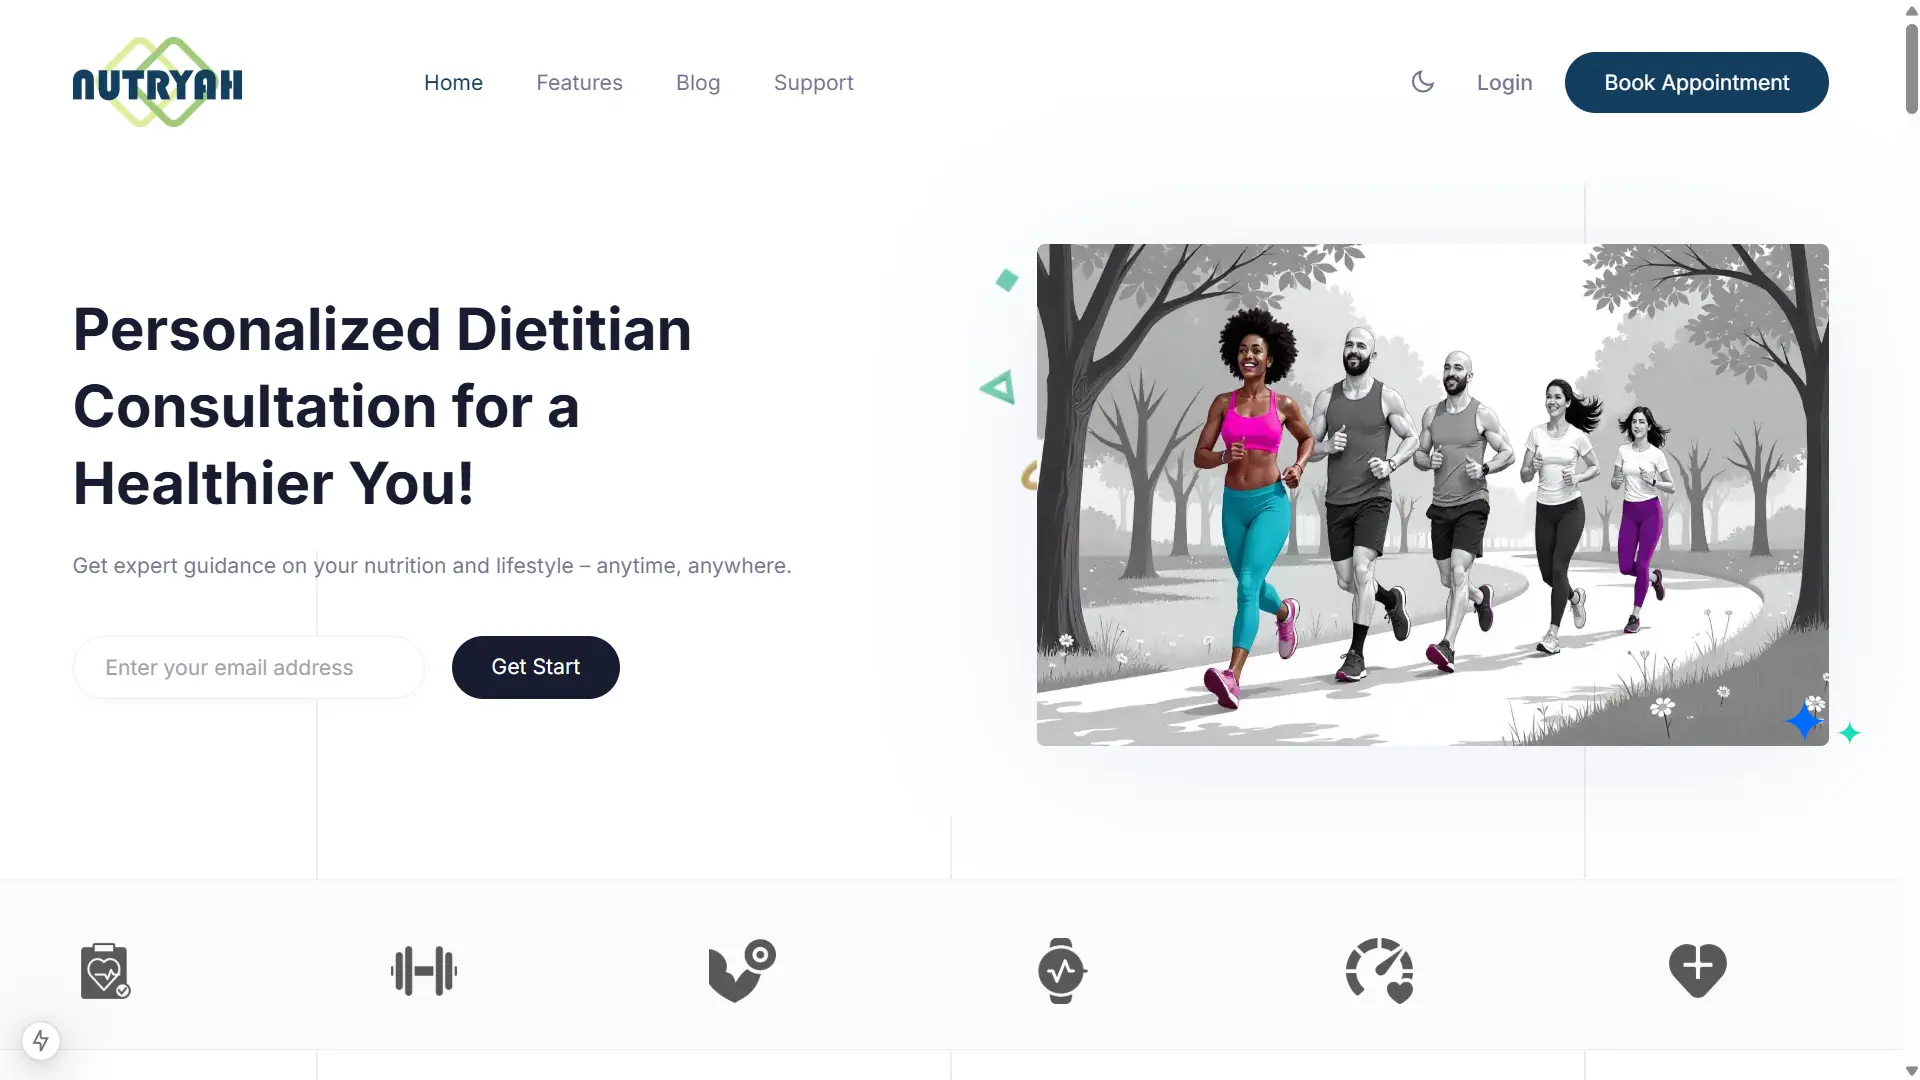 NUTRYAH
Home
Features
Blog
Support
Login
Book Appointment
Personalized Dietitian
Consultation for a
Healthier You!
Get expert guidance on your nutrition and lifestyle – anytime, anywhere.
Enter your email address
Get Start